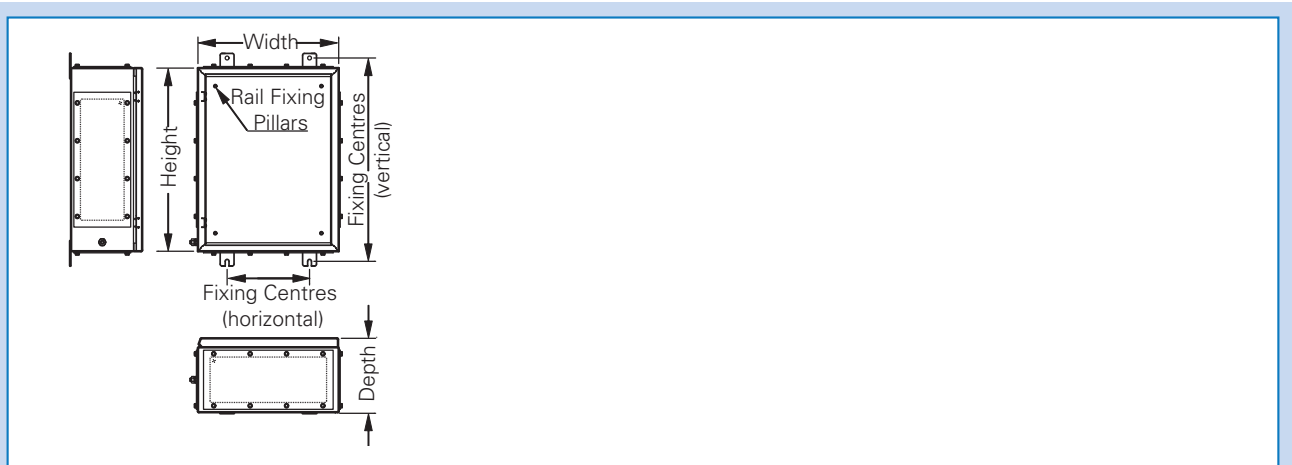 Width
Rail Fixing
Pillars
Height
Fixing Centres
(vertical)
Fixing Centres
(horizontal)
Depth